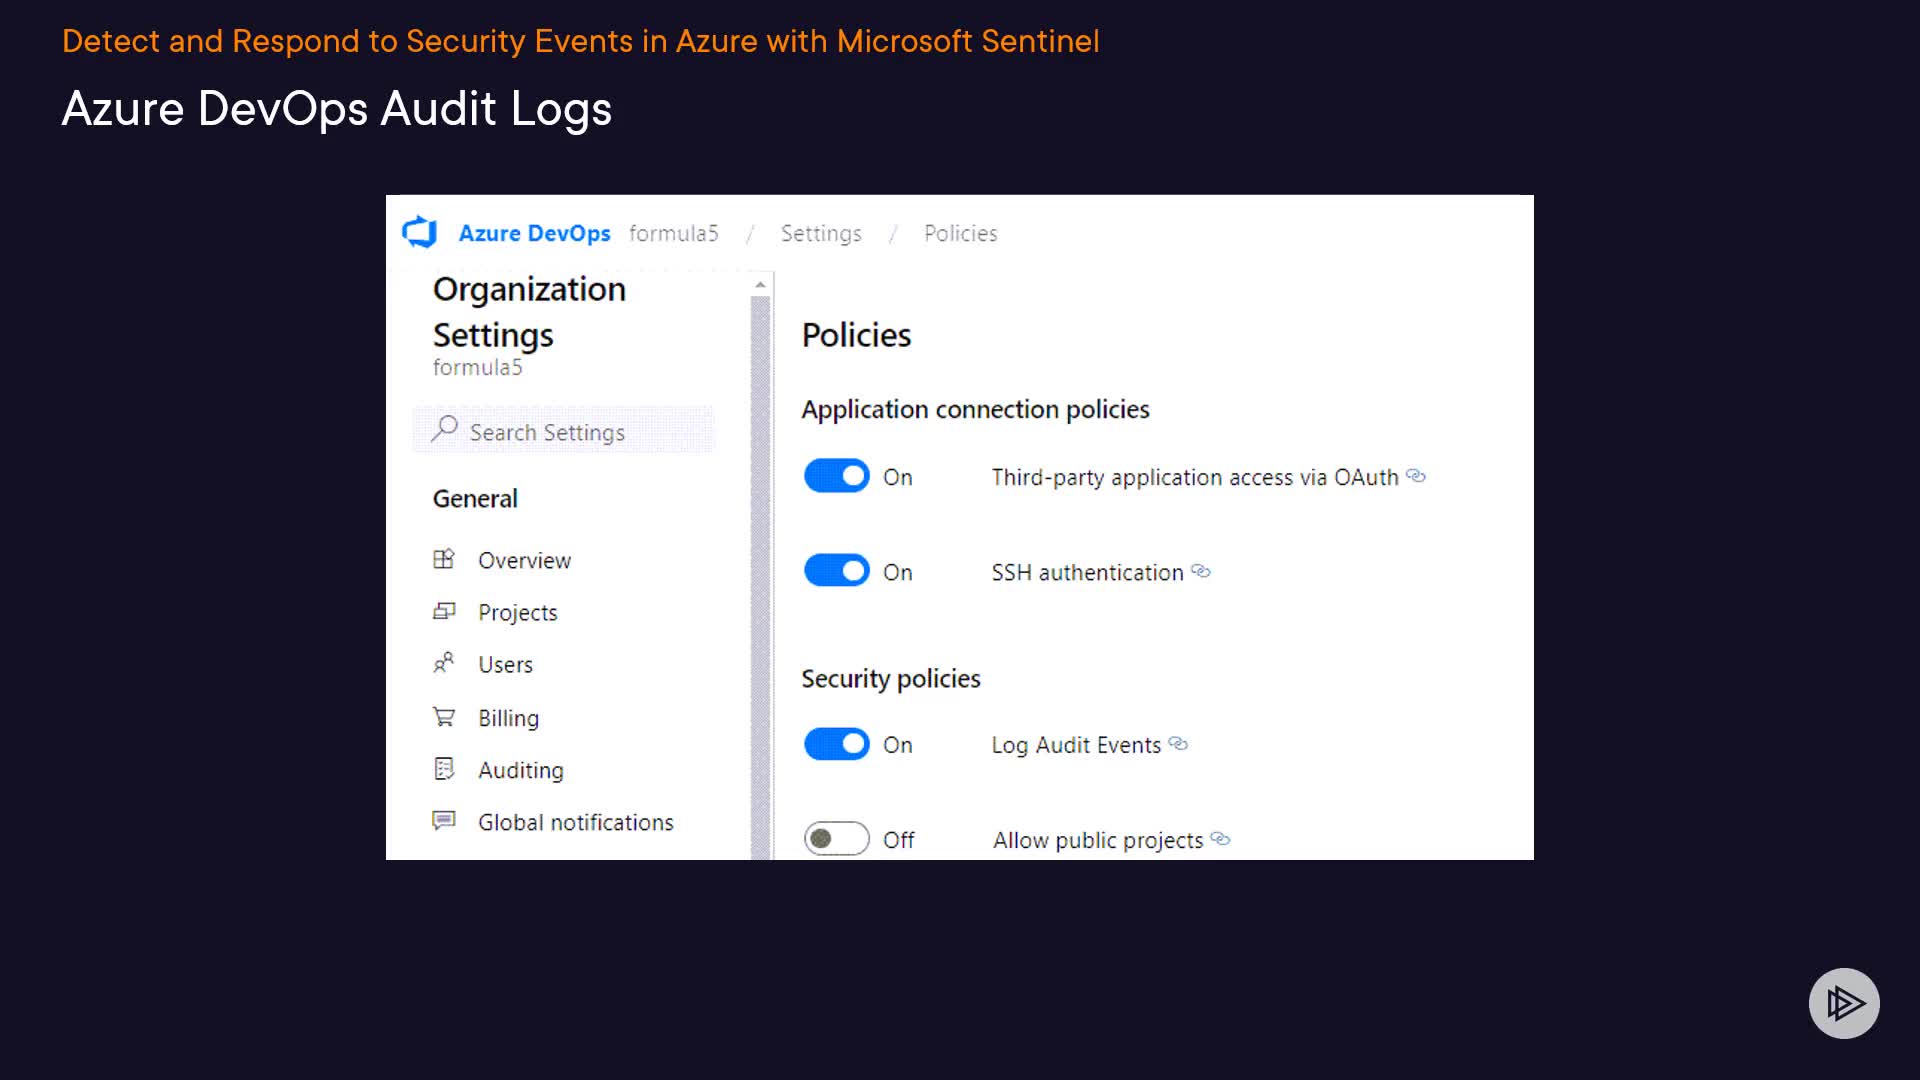 Detect and Respond to Security Events in Azure with Microsoft Sentinel
Azure DevOps Audit Logs
Azure DevOps formula5 / Settings / Policies
Organization
Settings
formula5
Search Settings
General
Overview
Projects
Users
Billing
Auditing
Global notifications
Policies
Application connection policies
On Third-party application access via OAuth
On SSH authentication
Security policies
On Log Audit Events
Off Allow public projects